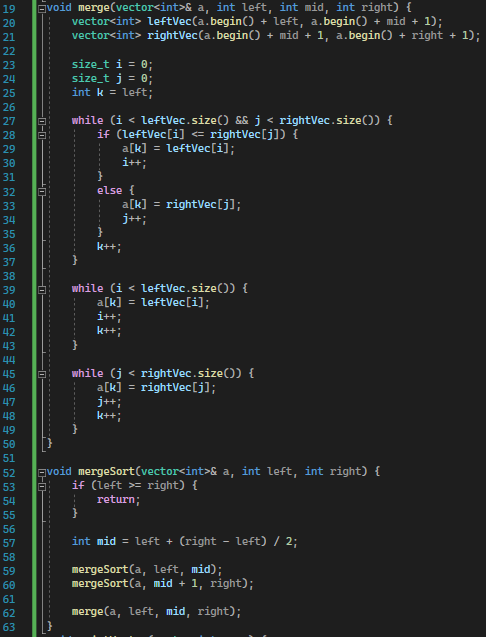 19 void merge(vector<int>& a, int left, int mid, int right) {
20     vector<int> leftVec(a.begin() + left, a.begin() + mid + 1);
21     vector<int> rightVec(a.begin() + mid + 1, a.begin() + right + 1);
22
23     size_t i = 0;
24     size_t j = 0;
25     int k = left;
26
27     while (i < leftVec.size() && j < rightVec.size()) {
28         if (leftVec[i] <= rightVec[j]) {
29             a[k] = leftVec[i];
30             i++;
31         }
32         else {
33             a[k] = rightVec[j];
34             j++;
35         }
36         k++;
37     }
38
39     while (i < leftVec.size()) {
40         a[k] = leftVec[i];
41         i++;
42         k++;
43     }
44
45     while (j < rightVec.size()) {
46         a[k] = rightVec[j];
47         j++;
48         k++;
49     }
50 }
51
52 void mergeSort(vector<int>& a, int left, int right) {
53     if (left >= right) {
54         return;
55     }
56
57     int mid = left + (right - left) / 2;
58
59     mergeSort(a, left, mid);
60     mergeSort(a, mid + 1, right);
61
62     merge(a, left, mid, right);
63 }